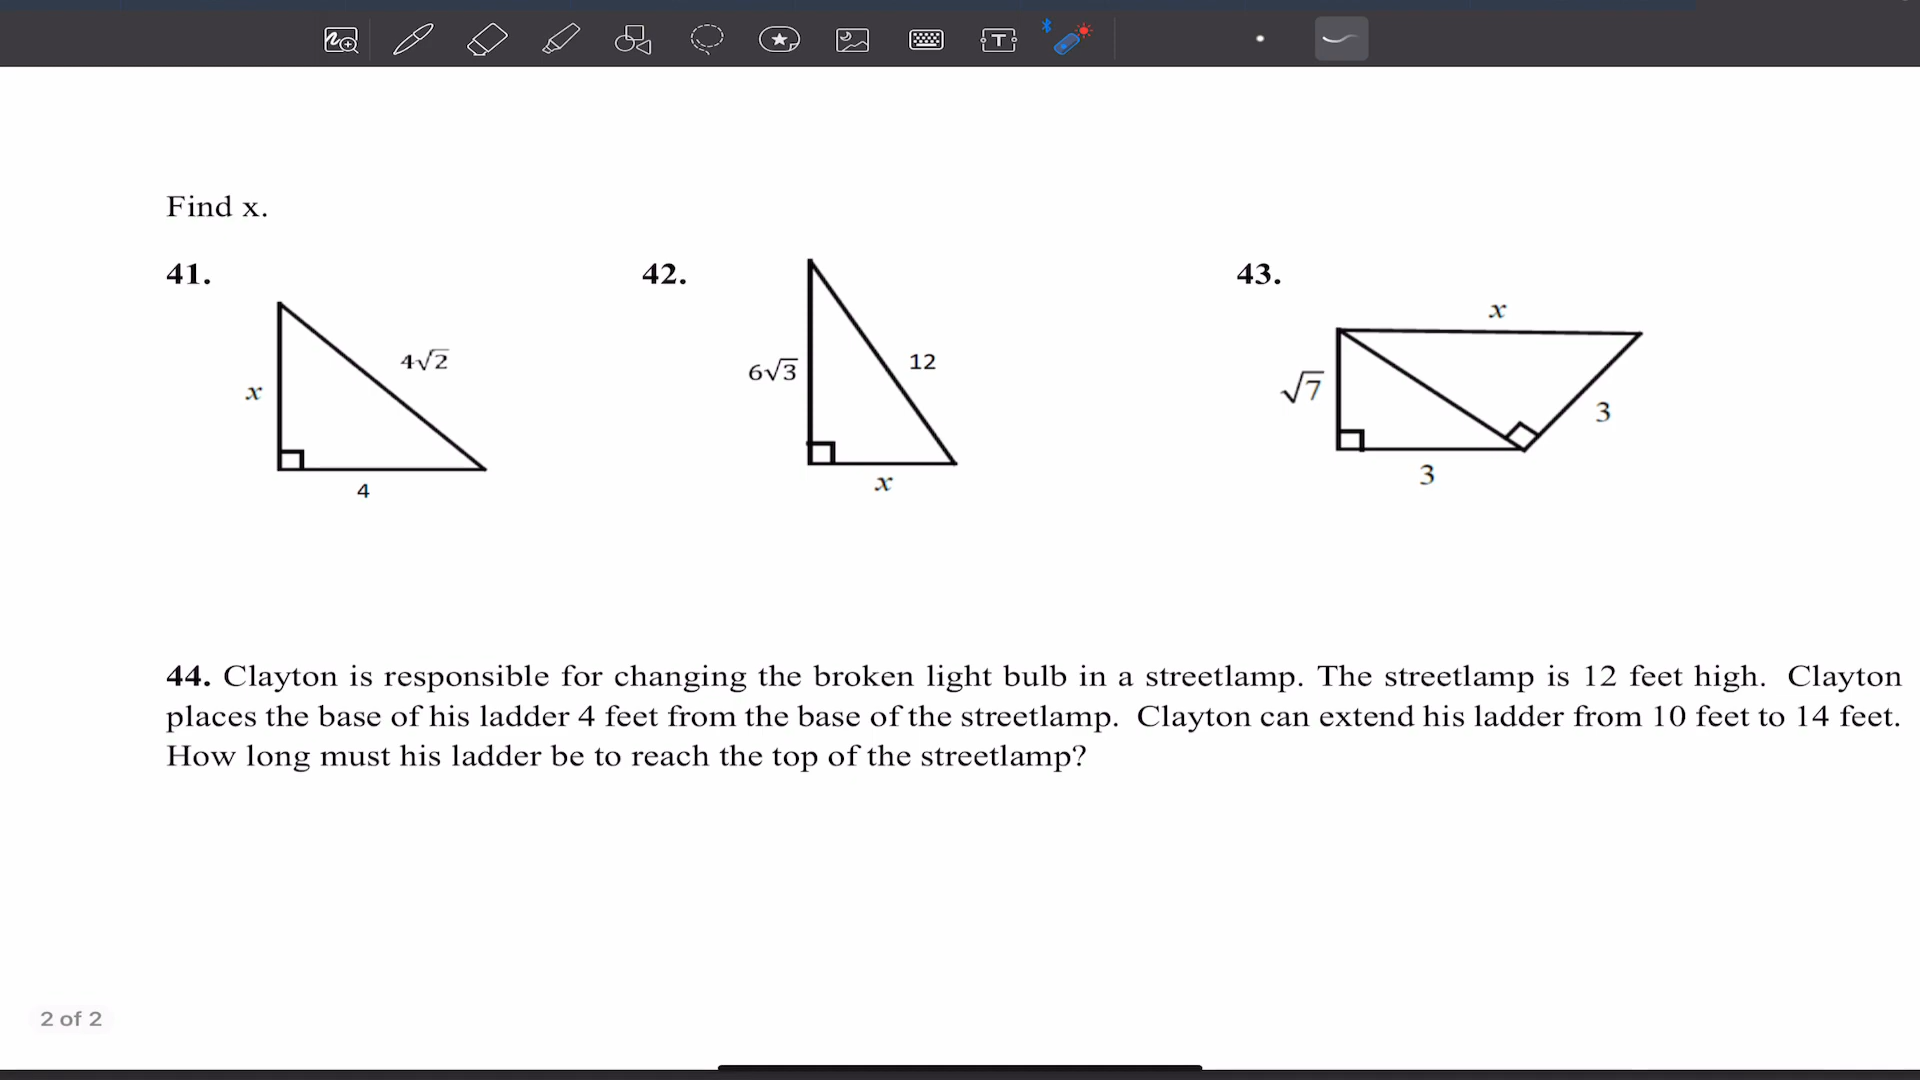 Find x.
41.
x
4√2
4
42.
6√3
12
x
43.
x
√7
3
3
44. Clayton is responsible for changing the broken light bulb in a streetlamp. The streetlamp is 12 feet high. Clayton
places the base of his ladder 4 feet from the base of the streetlamp. Clayton can extend his ladder from 10 feet to 14 feet.
How long must his ladder be to reach the top of the streetlamp?
2 of 2